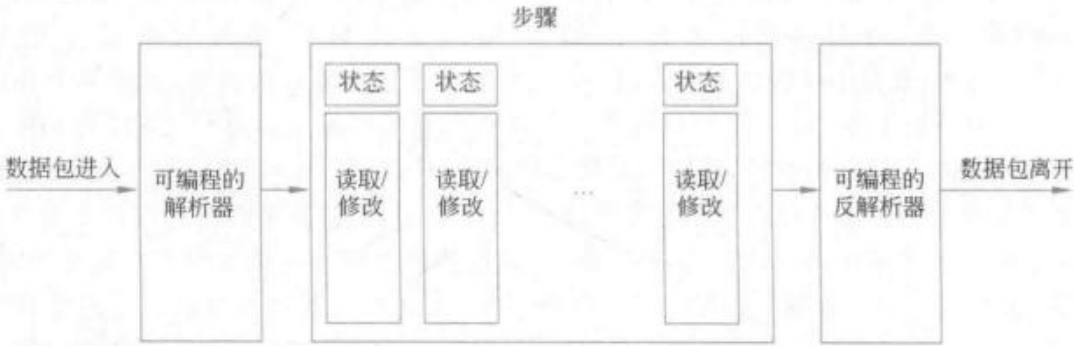 步骤
状态
状态
状态
数据包进入
可编程的
解析器
读取/
修改
读取/
修改
…
读取/
修改
可编程的
反解析器
数据包离开